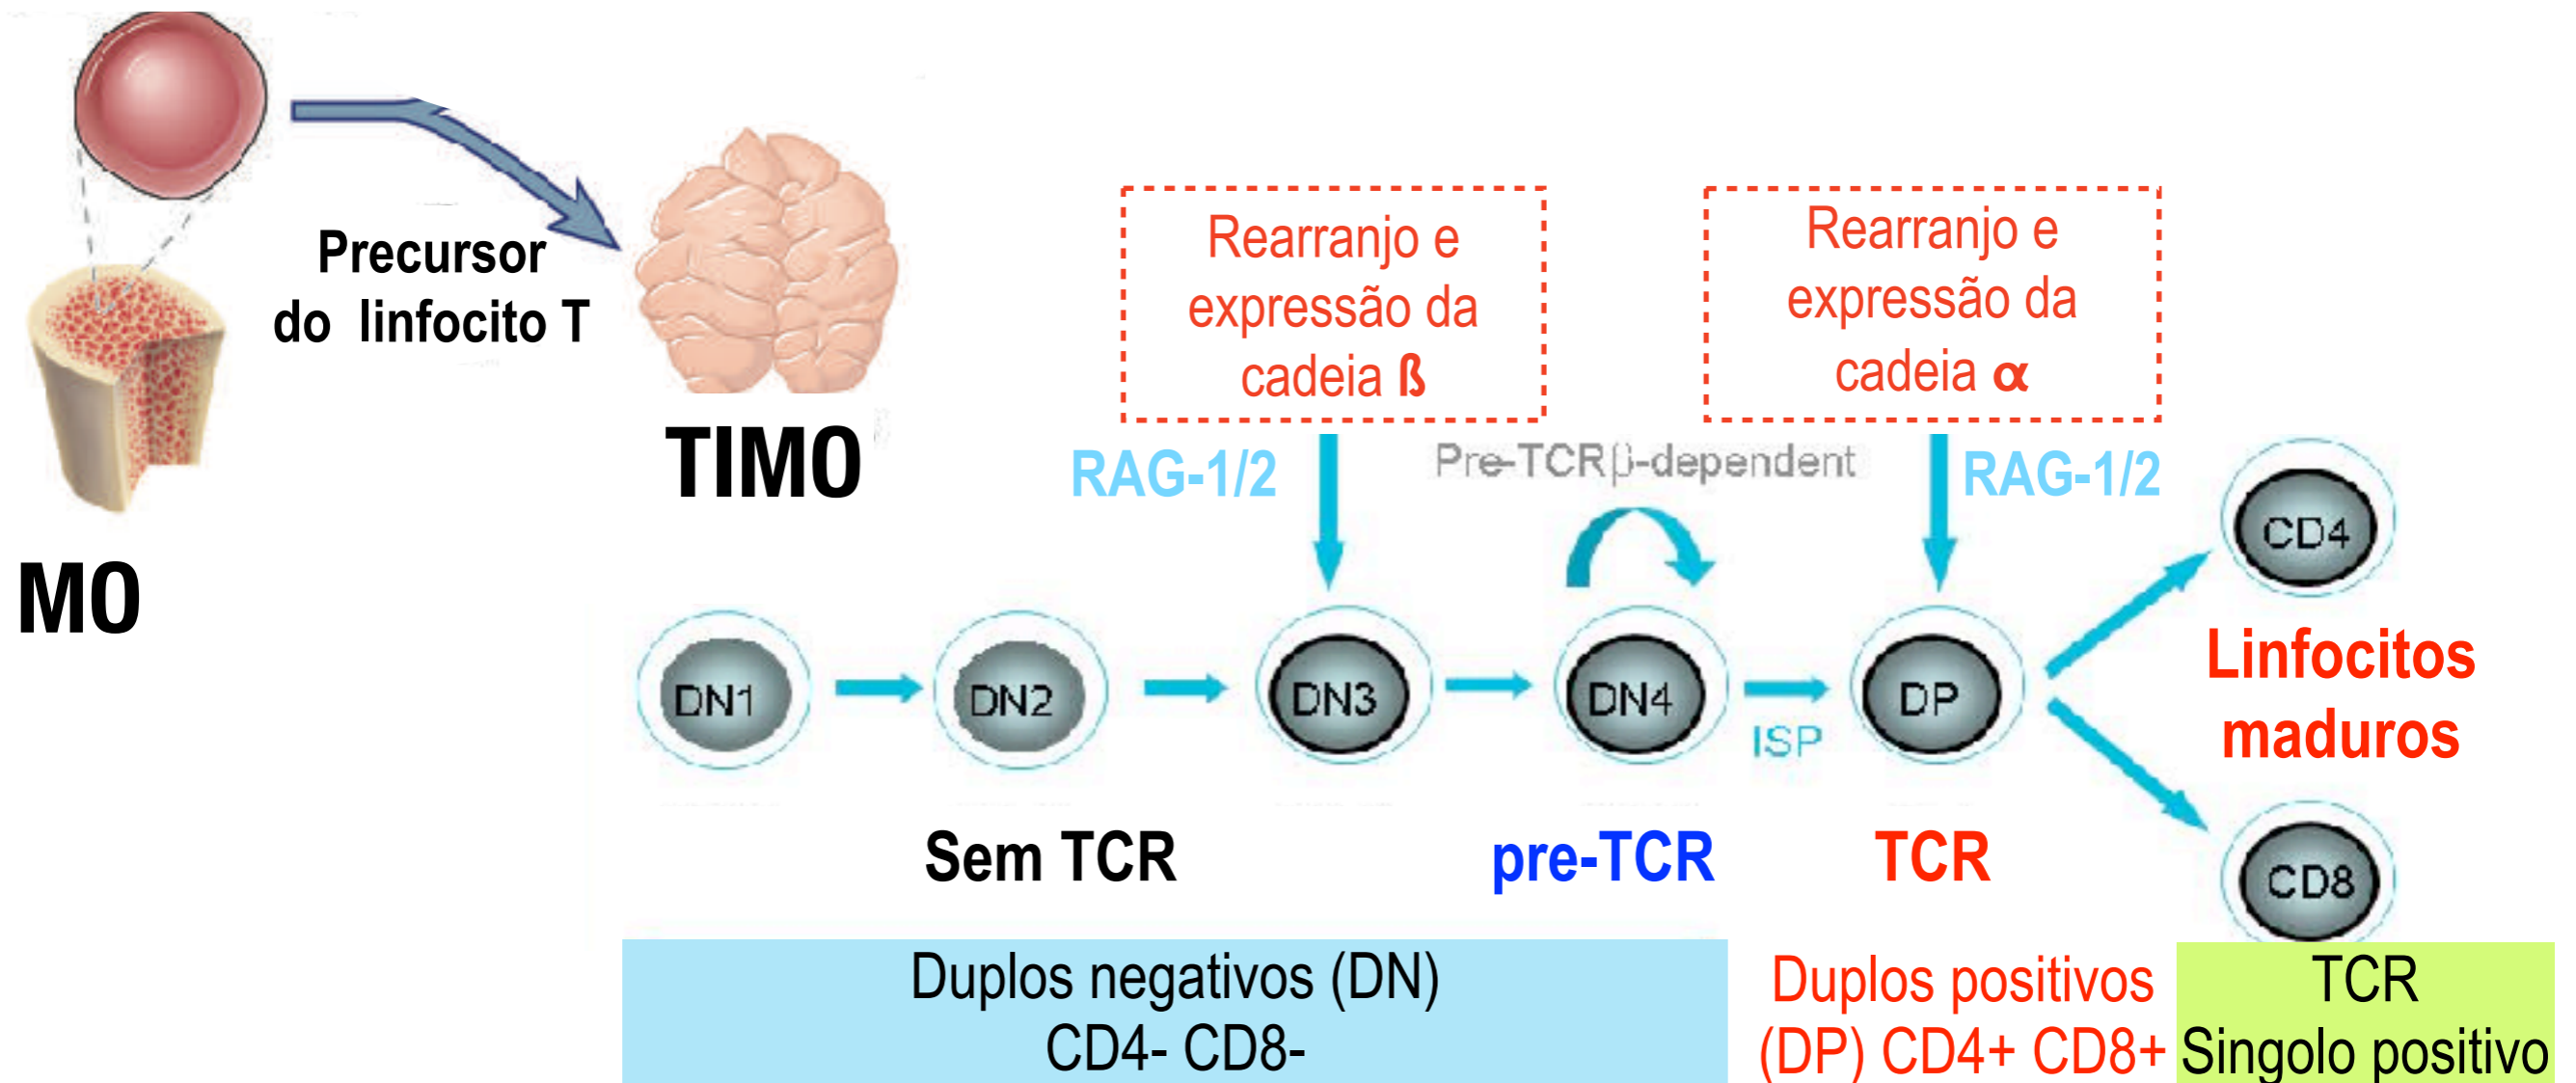 Precursor
do linfocito T
MO
TIMO
Rearranjo e
expressão da
cadeia ß
Rearranjo e
expressão da
cadeia α
RAG-1/2
Pre-TCRβ-dependent
RAG-1/2
DN1
DN2
DN3
DN4
ISP
DP
CD4
Linfocitos
maduros
CD8
Sem TCR
pre-TCR
TCR
Duplos negativos (DN)
CD4- CD8-
Duplos positivos
(DP) CD4+ CD8+
TCR
Singolo positivo